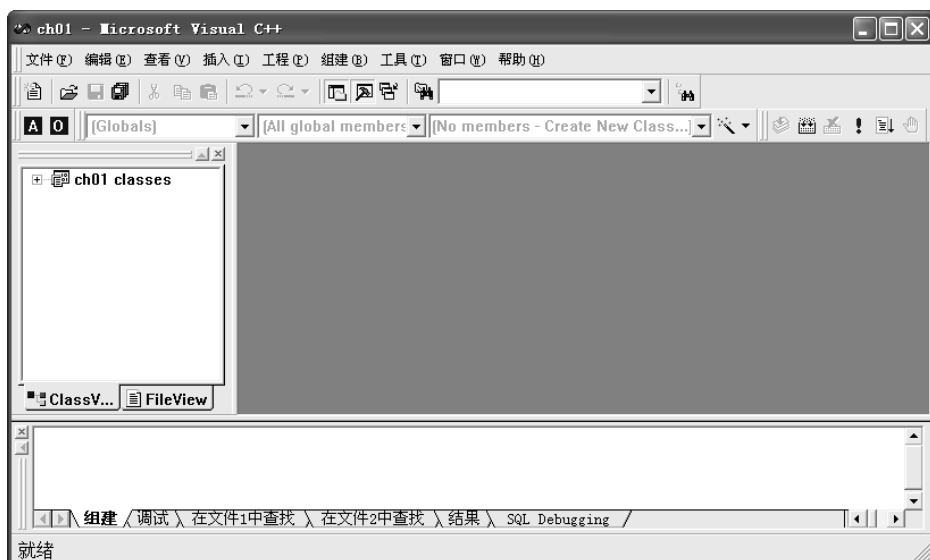 ch01 - Microsoft Visual C++
文件(F) 编辑(E) 查看(V) 插入(I) 工程(P) 组建(B) 工具(T) 窗口(W) 帮助(H)
A O [Globals] [All global members [No members - Create New Class...]
ch01 classes
ClassV... FileView
组建 调试 在文件1中查找 在文件2中查找 结果 SQL Debugging
就绪